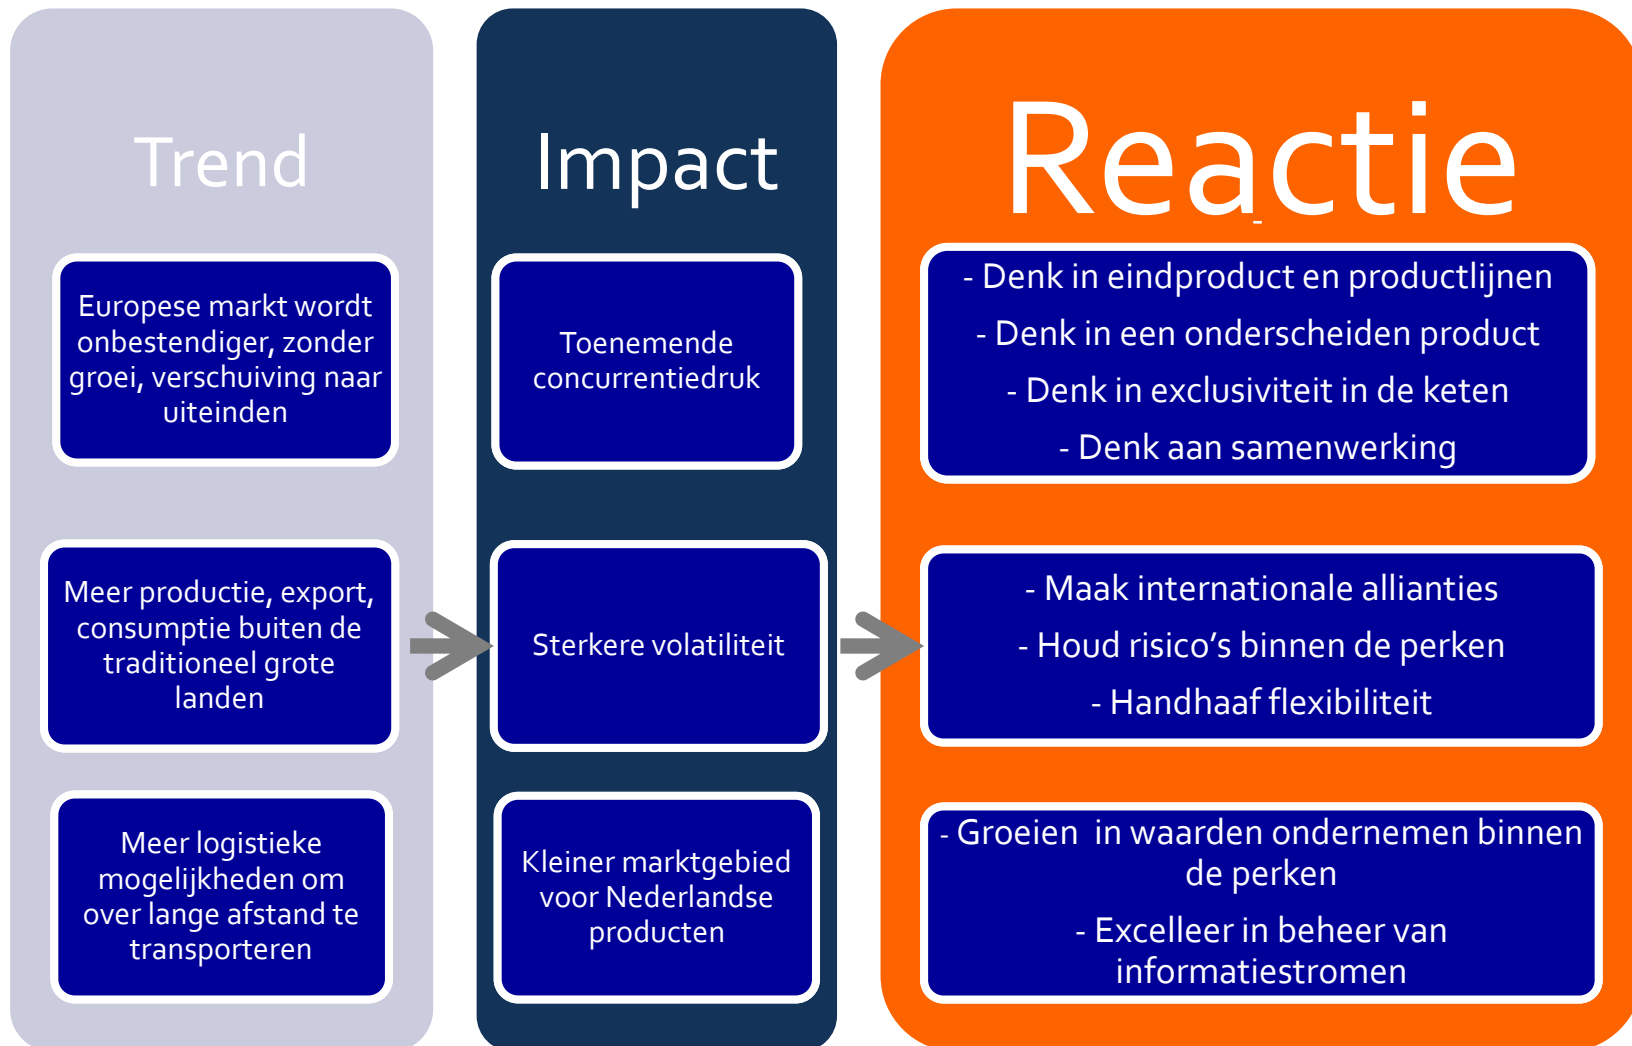 Trend
Europese markt wordt
onbestendiger, zonder
groei, verschuiving naar
uiteinden
Meer productie, export,
consumptie buiten de
traditioneel grote
landen
Meer logistieke
mogelijkheden om
over lange afstand te
transporteren
Impact
Toenemende
concurrentiedruk
Sterkere volatiliteit
Kleiner marktgebied
voor Nederlandse
producten
Reactie
-
- Denk in eindproduct en productlijnen
- Denk in een onderscheiden product
- Denk in exclusiviteit in de keten
- Denk aan samenwerking
- Maak internationale allianties
- Houd risico’s binnen de perken
- Handhaaf flexibiliteit
- Groeien  in waarden ondernemen binnen
de perken
- Excelleer in beheer van
informatiestromen